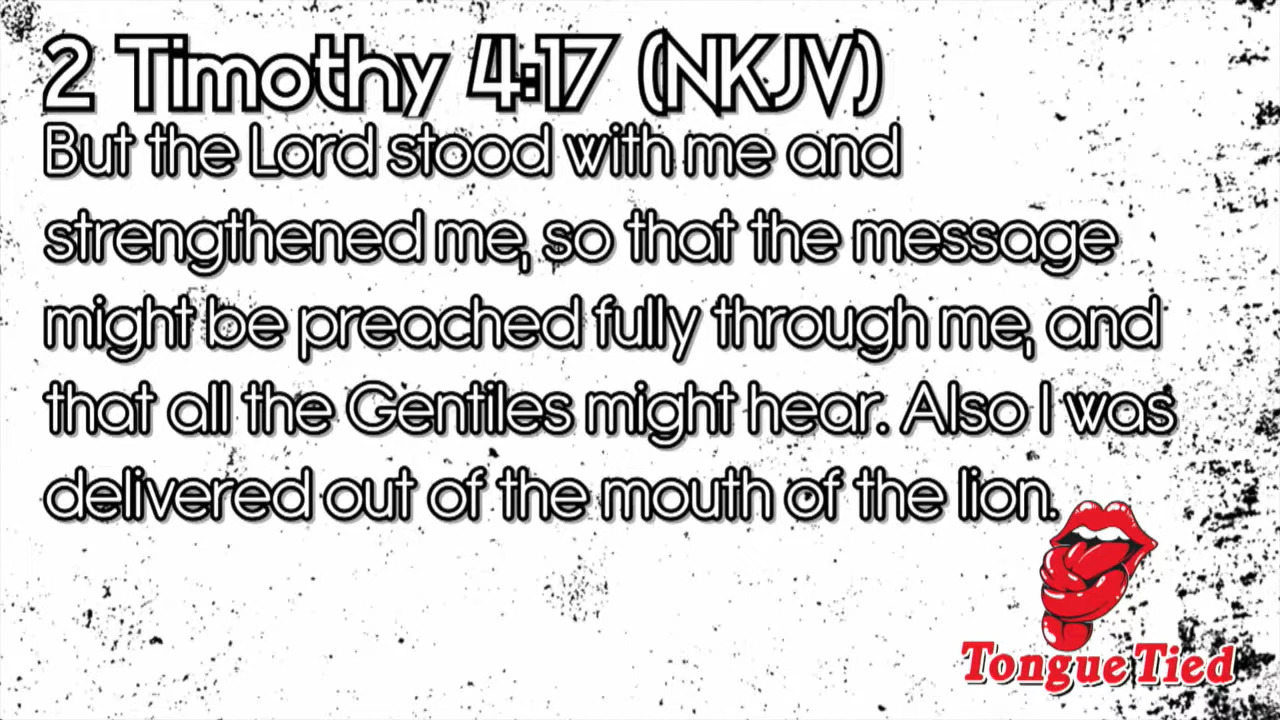 2 Timothy 4:17 (NKJV)
But the Lord stood with me and
strengthened me, so that the message
might be preached fully through me, and
that all the Gentiles might hear. Also I was
delivered out of the mouth of the lion.
Tongue Tied